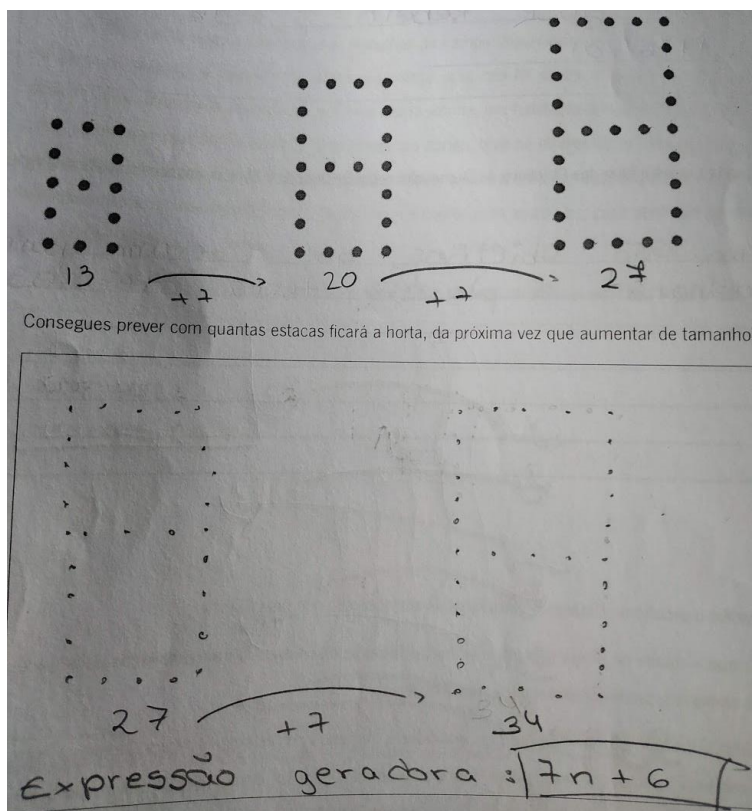 13 +7 20 +7 27
Consegues prever com quantas estacas ficará a horta, da próxima vez que aumentar de tamanho
27 +7 34
Expressão geradora : 7n + 6